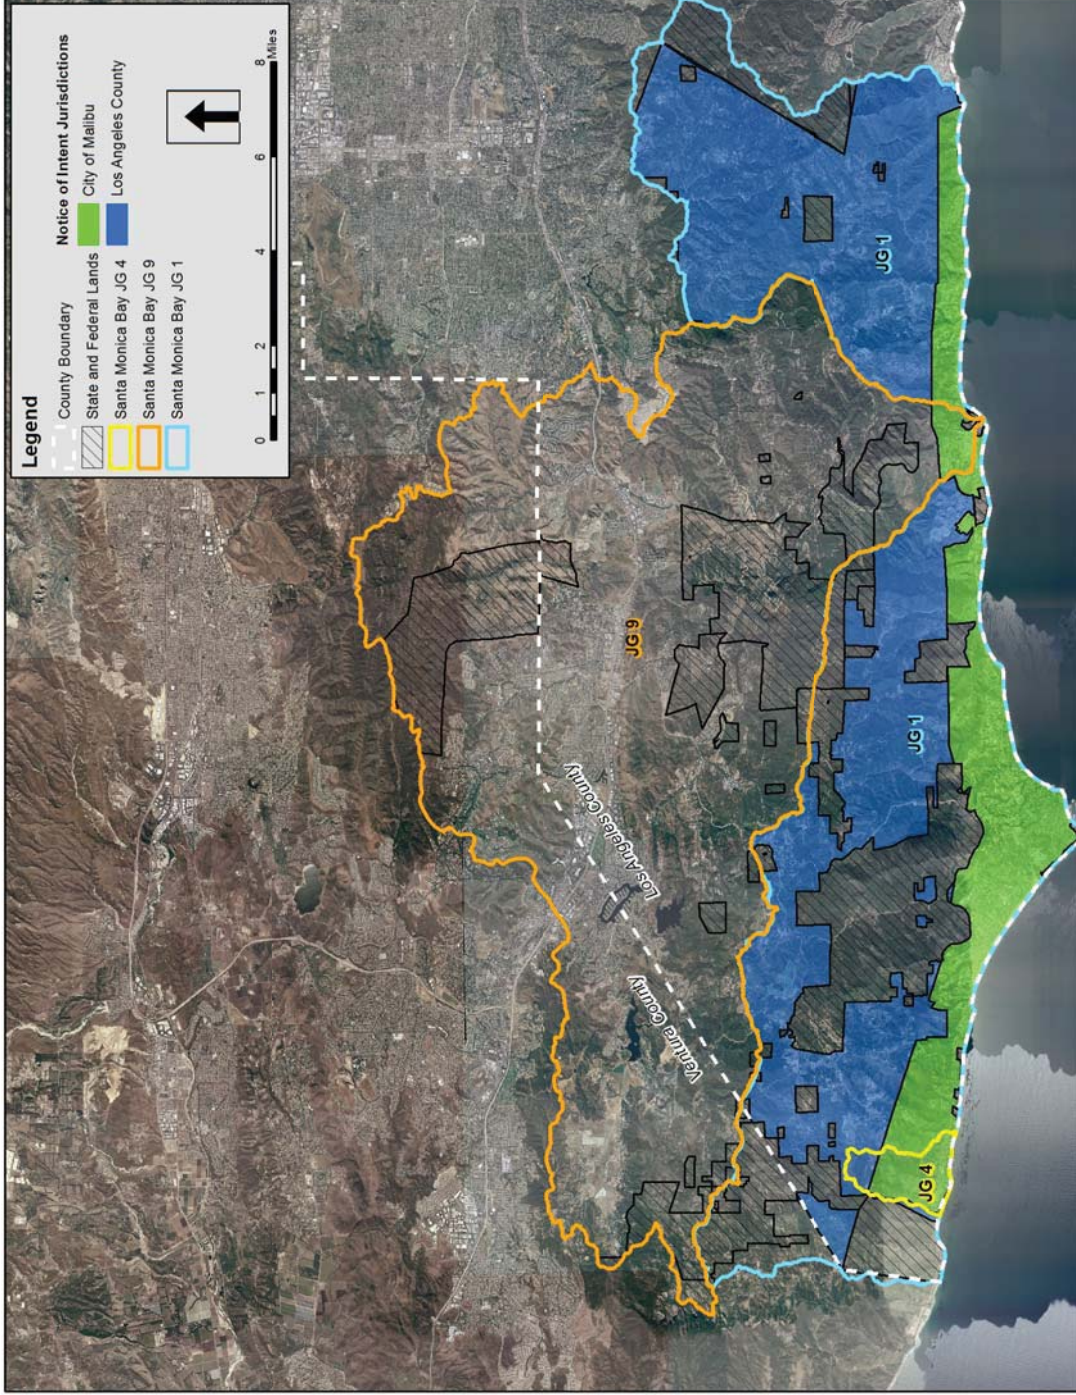 Legend
County Boundary
State and Federal Lands
Santa Monica Bay JG 4
Santa Monica Bay JG 9
Santa Monica Bay JG 1
Notice of Intent Jurisdictions
City of Malibu
Los Angeles County
0 1 2 4 6 8
Miles
JG 9
Los Angeles County
Ventura County
JG 1
JG 1
JG 4